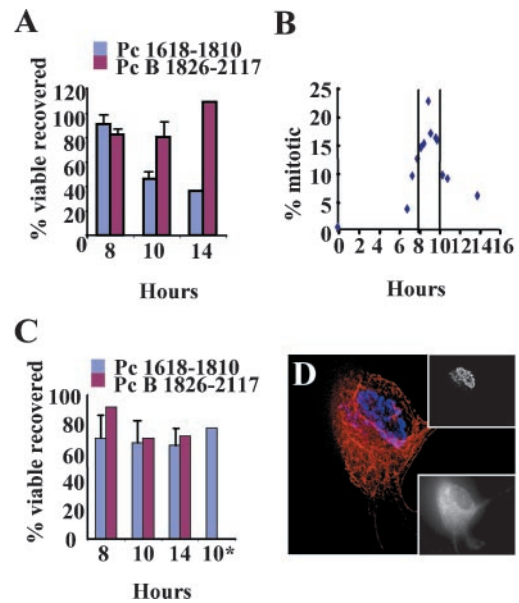 A
Pc 1618-1810
Pc B 1826-2117
% viable recovered
120
100
80
60
40
20
0
8 10 14
Hours
B
% mitotic
25
20
15
10
5
0
0 2 4 6 8 10 12 14 16
Hours
C
Pc 1618-1810
Pc B 1826-2117
% viable recovered
100
80
60
40
20
0
8 10 14 10*
Hours
D